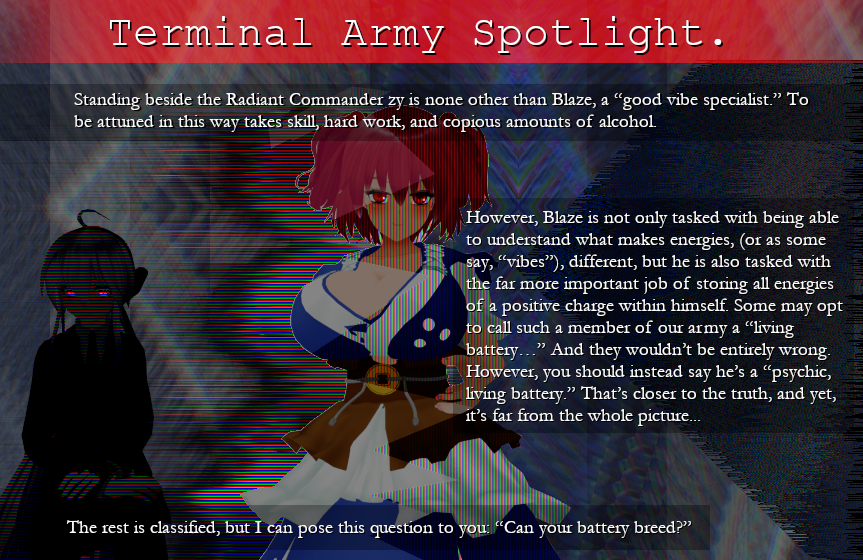 Terminal Army Spotlight.
Standing beside the Radiant Commander zy is none other than Blaze, a “good vibe specialist.” To
be attuned in this way takes skill, hard work, and copious amounts of alcohol.
However, Blaze is not only tasked with being able
to understand what makes energies, (or as some
say, “vibes”), different, but he is also tasked with
the far more important job of storing all energies
of a positive charge within himself. Some may opt
to call such a member of our army a “living
battery…” And they wouldn’t be entirely wrong.
However, you should instead say he’s a “psychic,
living battery.” That’s closer to the truth, and yet,
it’s far from the whole picture...
The rest is classified, but I can pose this question to you: “Can your battery breed?”